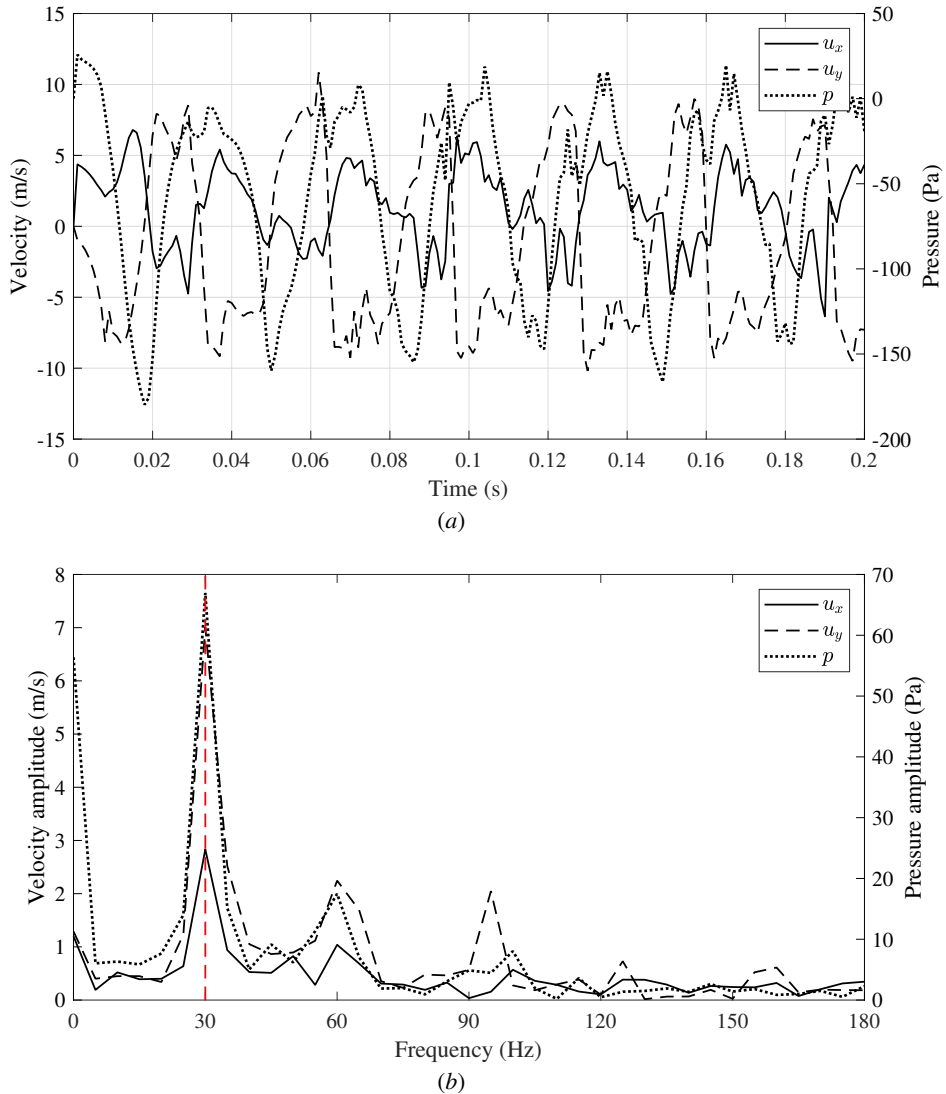 15 50
10 0
5 -50
0 -100
-5
-10 -150
-15 -200
Velocity (m/s)
Pressure (Pa)
u_x
u_y
p
0 0.02 0.04 0.06 0.08 0.1 0.12 0.14 0.16 0.18 0.2
Time (s)
(a)
8 70
7 60
6 50
5 40
4 30
3 20
2 10
1
0 0
Velocity amplitude (m/s)
Pressure amplitude (Pa)
u_x
u_y
p
0 30 60 90 120 150 180
Frequency (Hz)
(b)